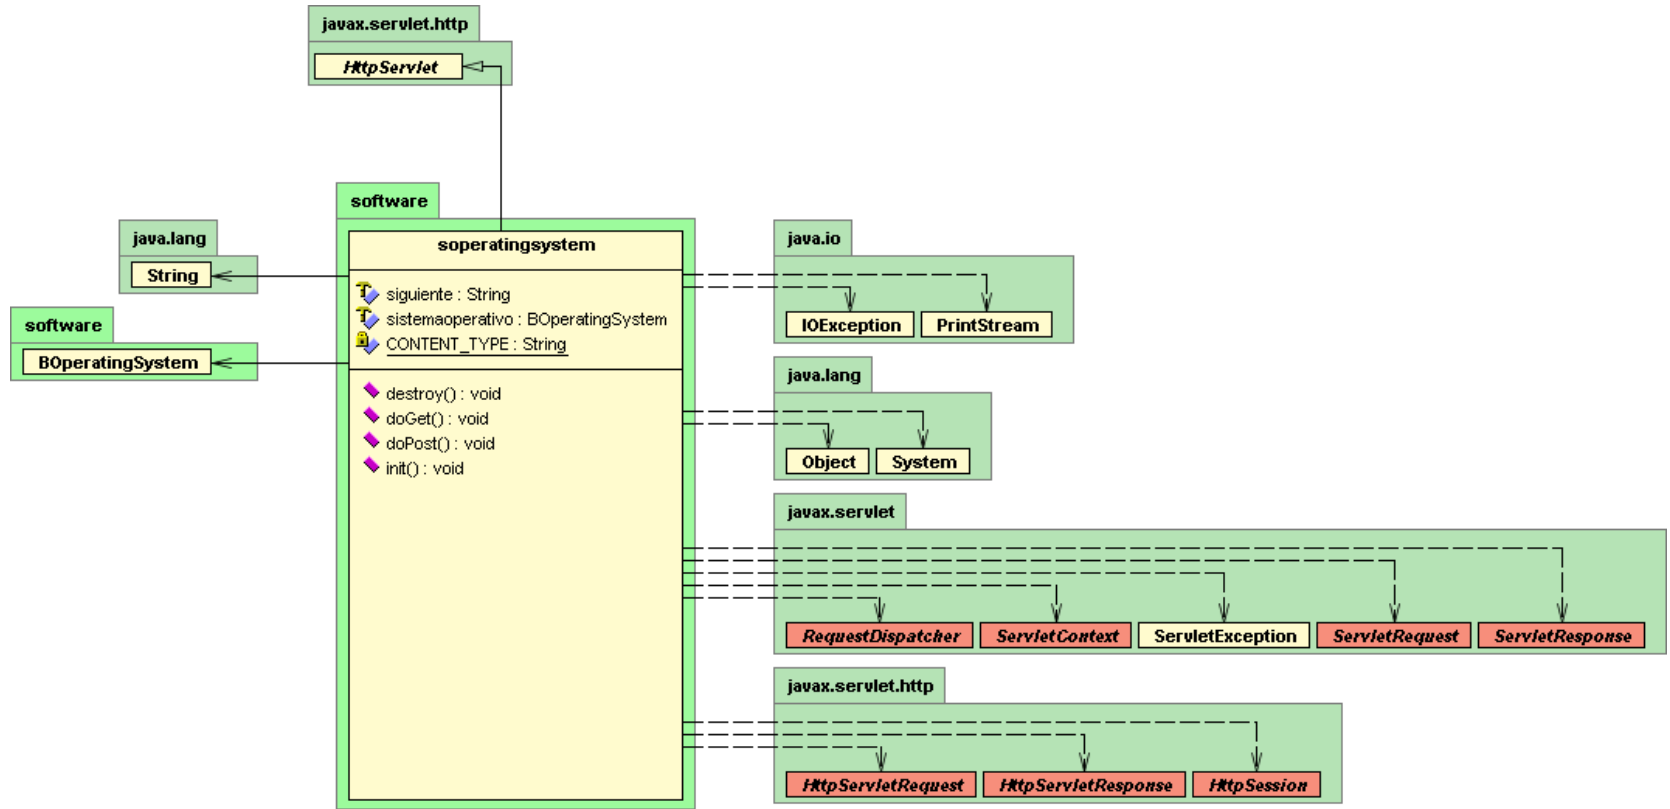 javax.servlet.http
HttpServlet
software
soperatingsystem
siguiente : String
sistemaoperativo : BOperatingSystem
CONTENT_TYPE : String
destroy() : void
doGet() : void
doPost() : void
init() : void
java.lang
String
software
BOperatingSystem
java.io
IOException PrintStream
java.lang
Object System
javax.servlet
RequestDispatcher ServletContext ServletException ServletRequest ServletResponse
javax.servlet.http
HttpServletRequest HttpServletResponse HttpSession